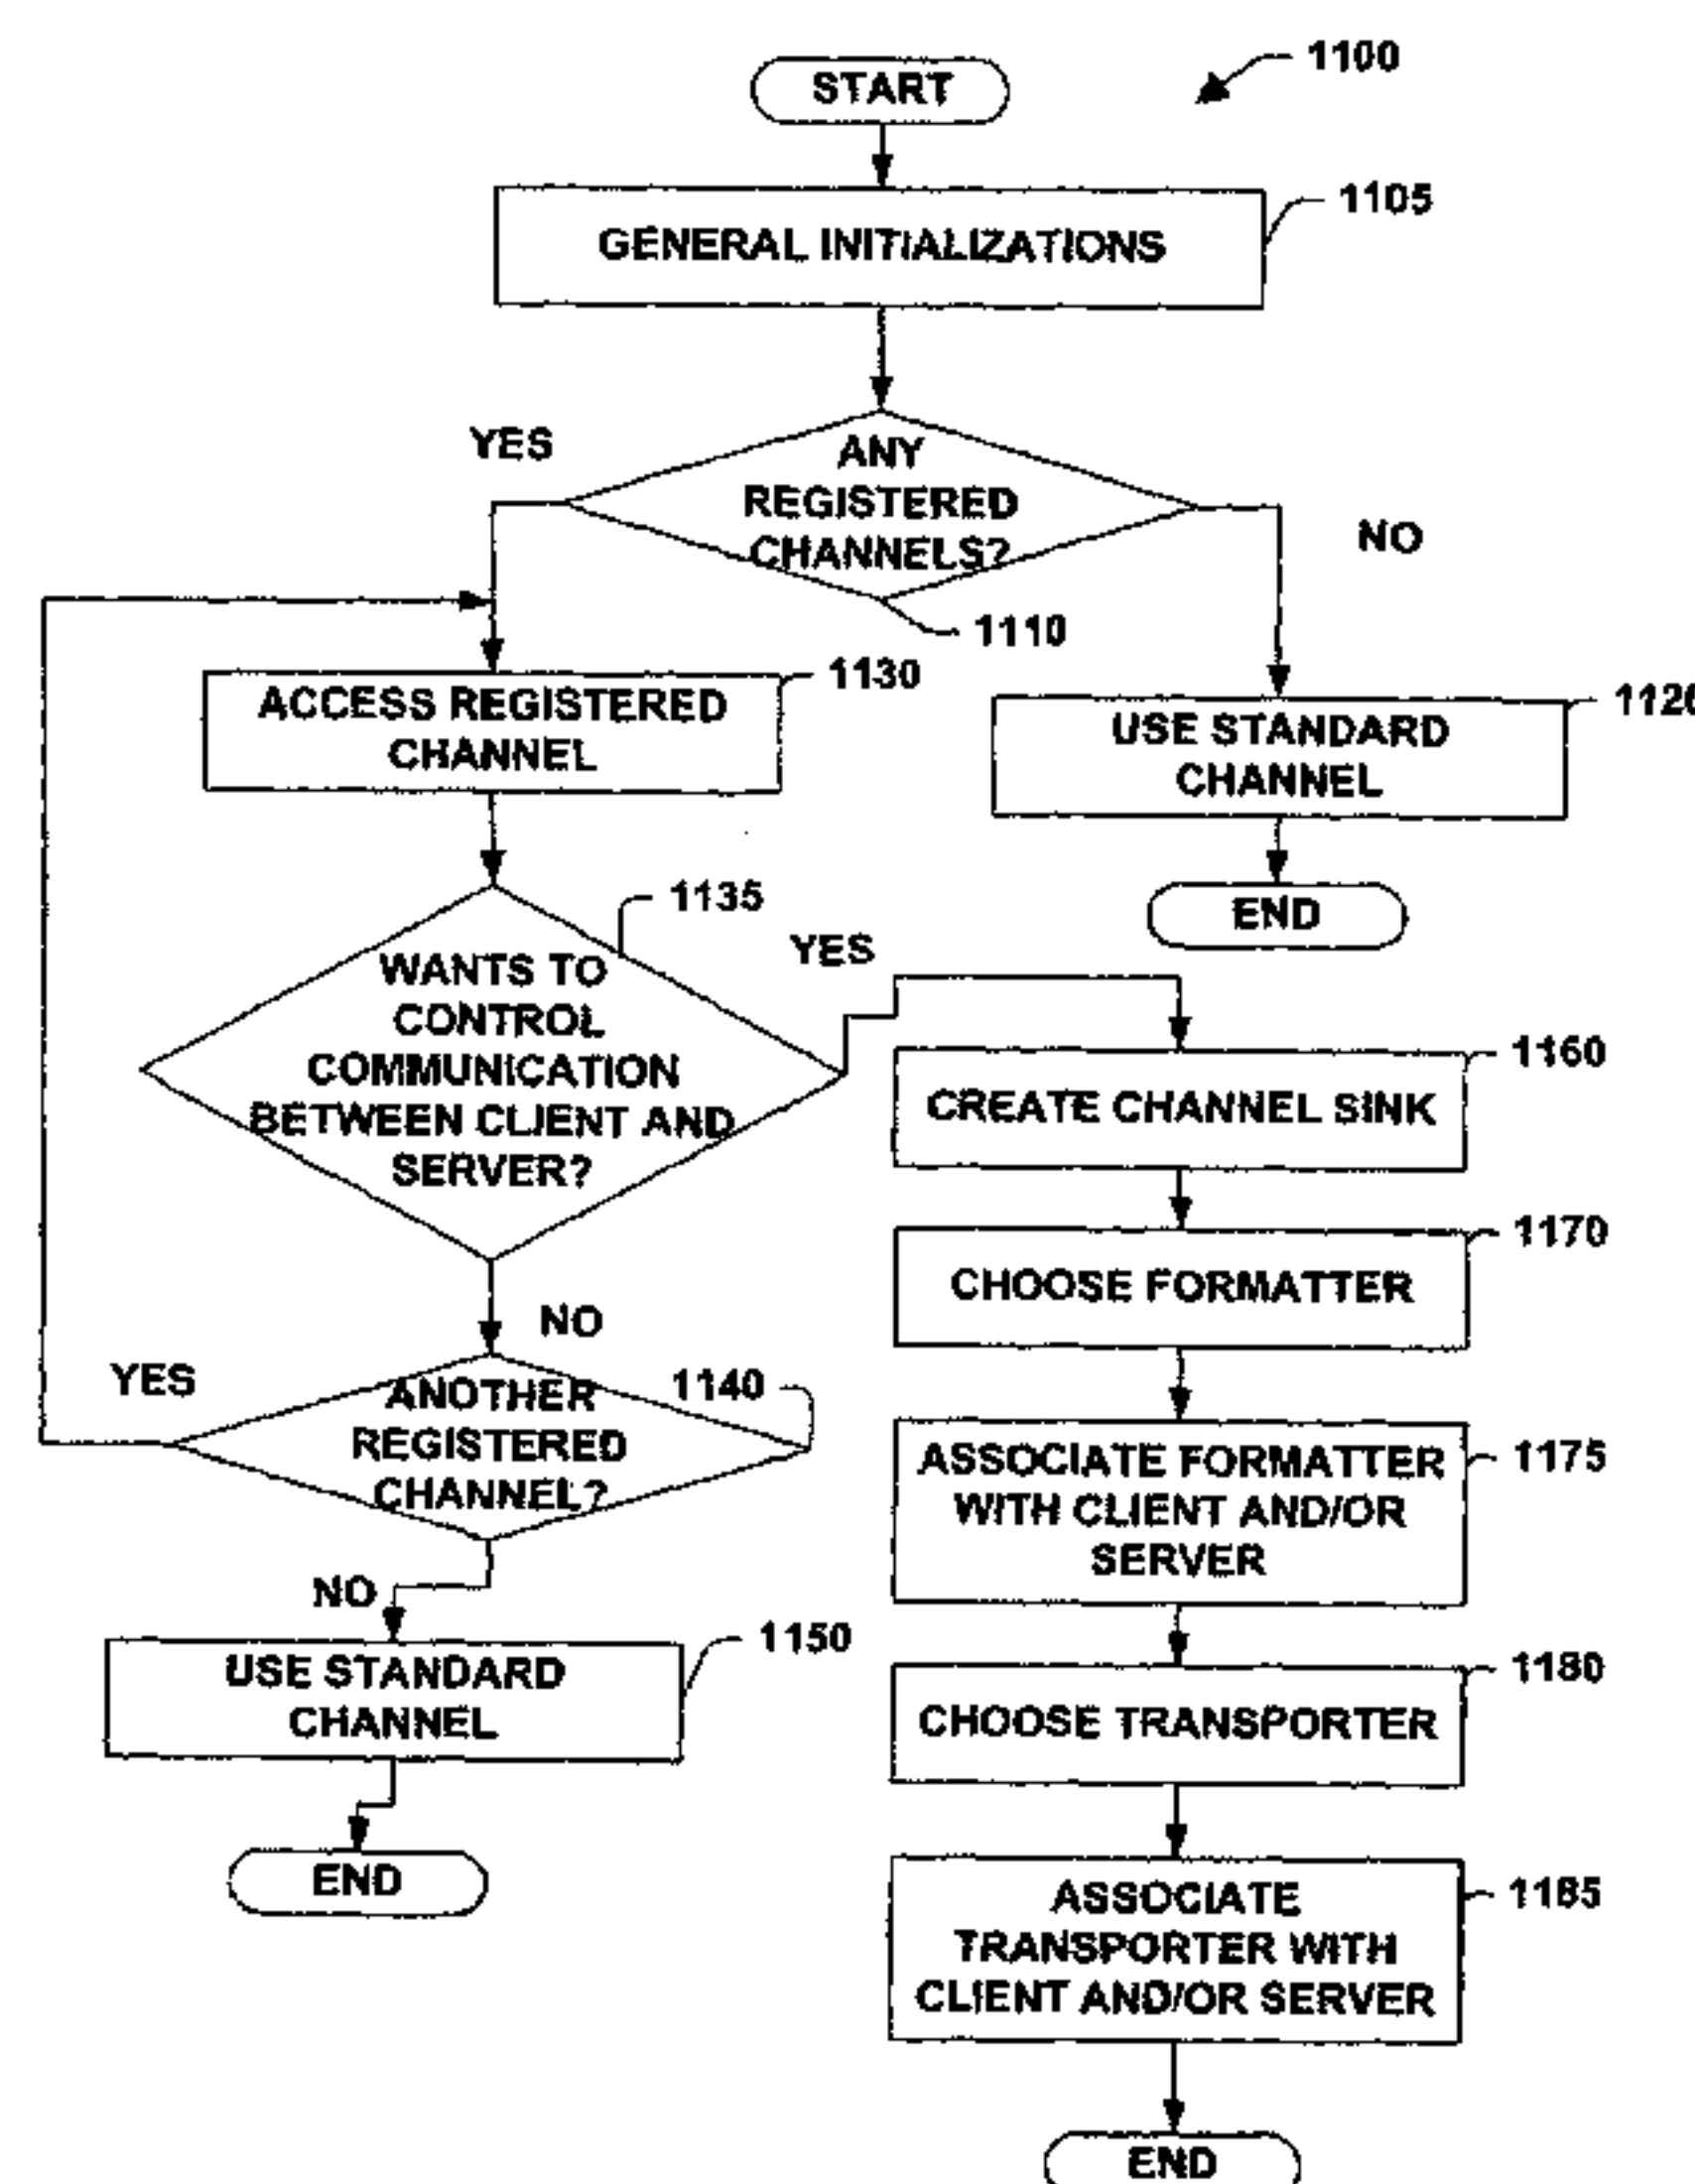 1100
START
1105
GENERAL INITIALIZATIONS
YES
ANY
REGISTERED
CHANNELS?
NO
1110
1130
ACCESS REGISTERED
CHANNEL
1120
USE STANDARD
CHANNEL
END
1135
WANTS TO
CONTROL
COMMUNICATION
BETWEEN CLIENT AND
SERVER?
YES
1160
CREATE CHANNEL SINK
1170
CHOOSE FORMATTER
NO
YES
1140
ANOTHER
REGISTERED
CHANNEL?
1175
ASSOCIATE FORMATTER
WITH CLIENT AND/OR
SERVER
NO
1150
USE STANDARD
CHANNEL
END
1180
CHOOSE TRANSPORTER
1185
ASSOCIATE
TRANSPORTER WITH
CLIENT AND/OR SERVER
END